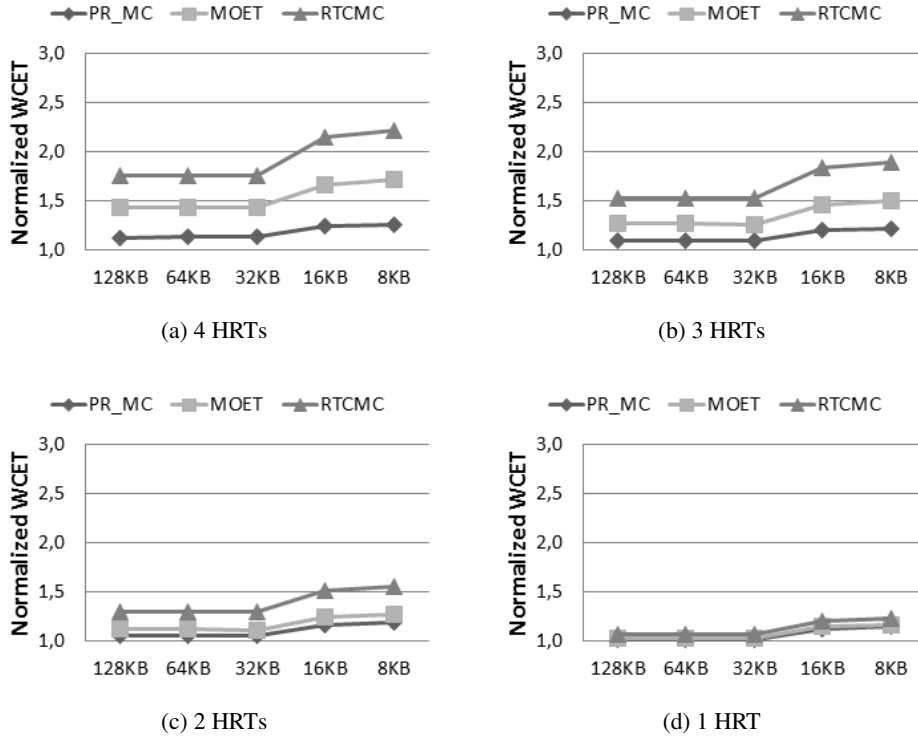 PR_MC MOET RTCMC
Normalized WCET
3,0
2,5
2,0
1,5
1,0
128KB 64KB 32KB 16KB 8KB
(a) 4 HRTs
PR_MC MOET RTCMC
Normalized WCET
3,0
2,5
2,0
1,5
1,0
128KB 64KB 32KB 16KB 8KB
(b) 3 HRTs
PR_MC MOET RTCMC
Normalized WCET
3,0
2,5
2,0
1,5
1,0
128KB 64KB 32KB 16KB 8KB
(c) 2 HRTs
PR_MC MOET RTCMC
Normalized WCET
3,0
2,5
2,0
1,5
1,0
128KB 64KB 32KB 16KB 8KB
(d) 1 HRT